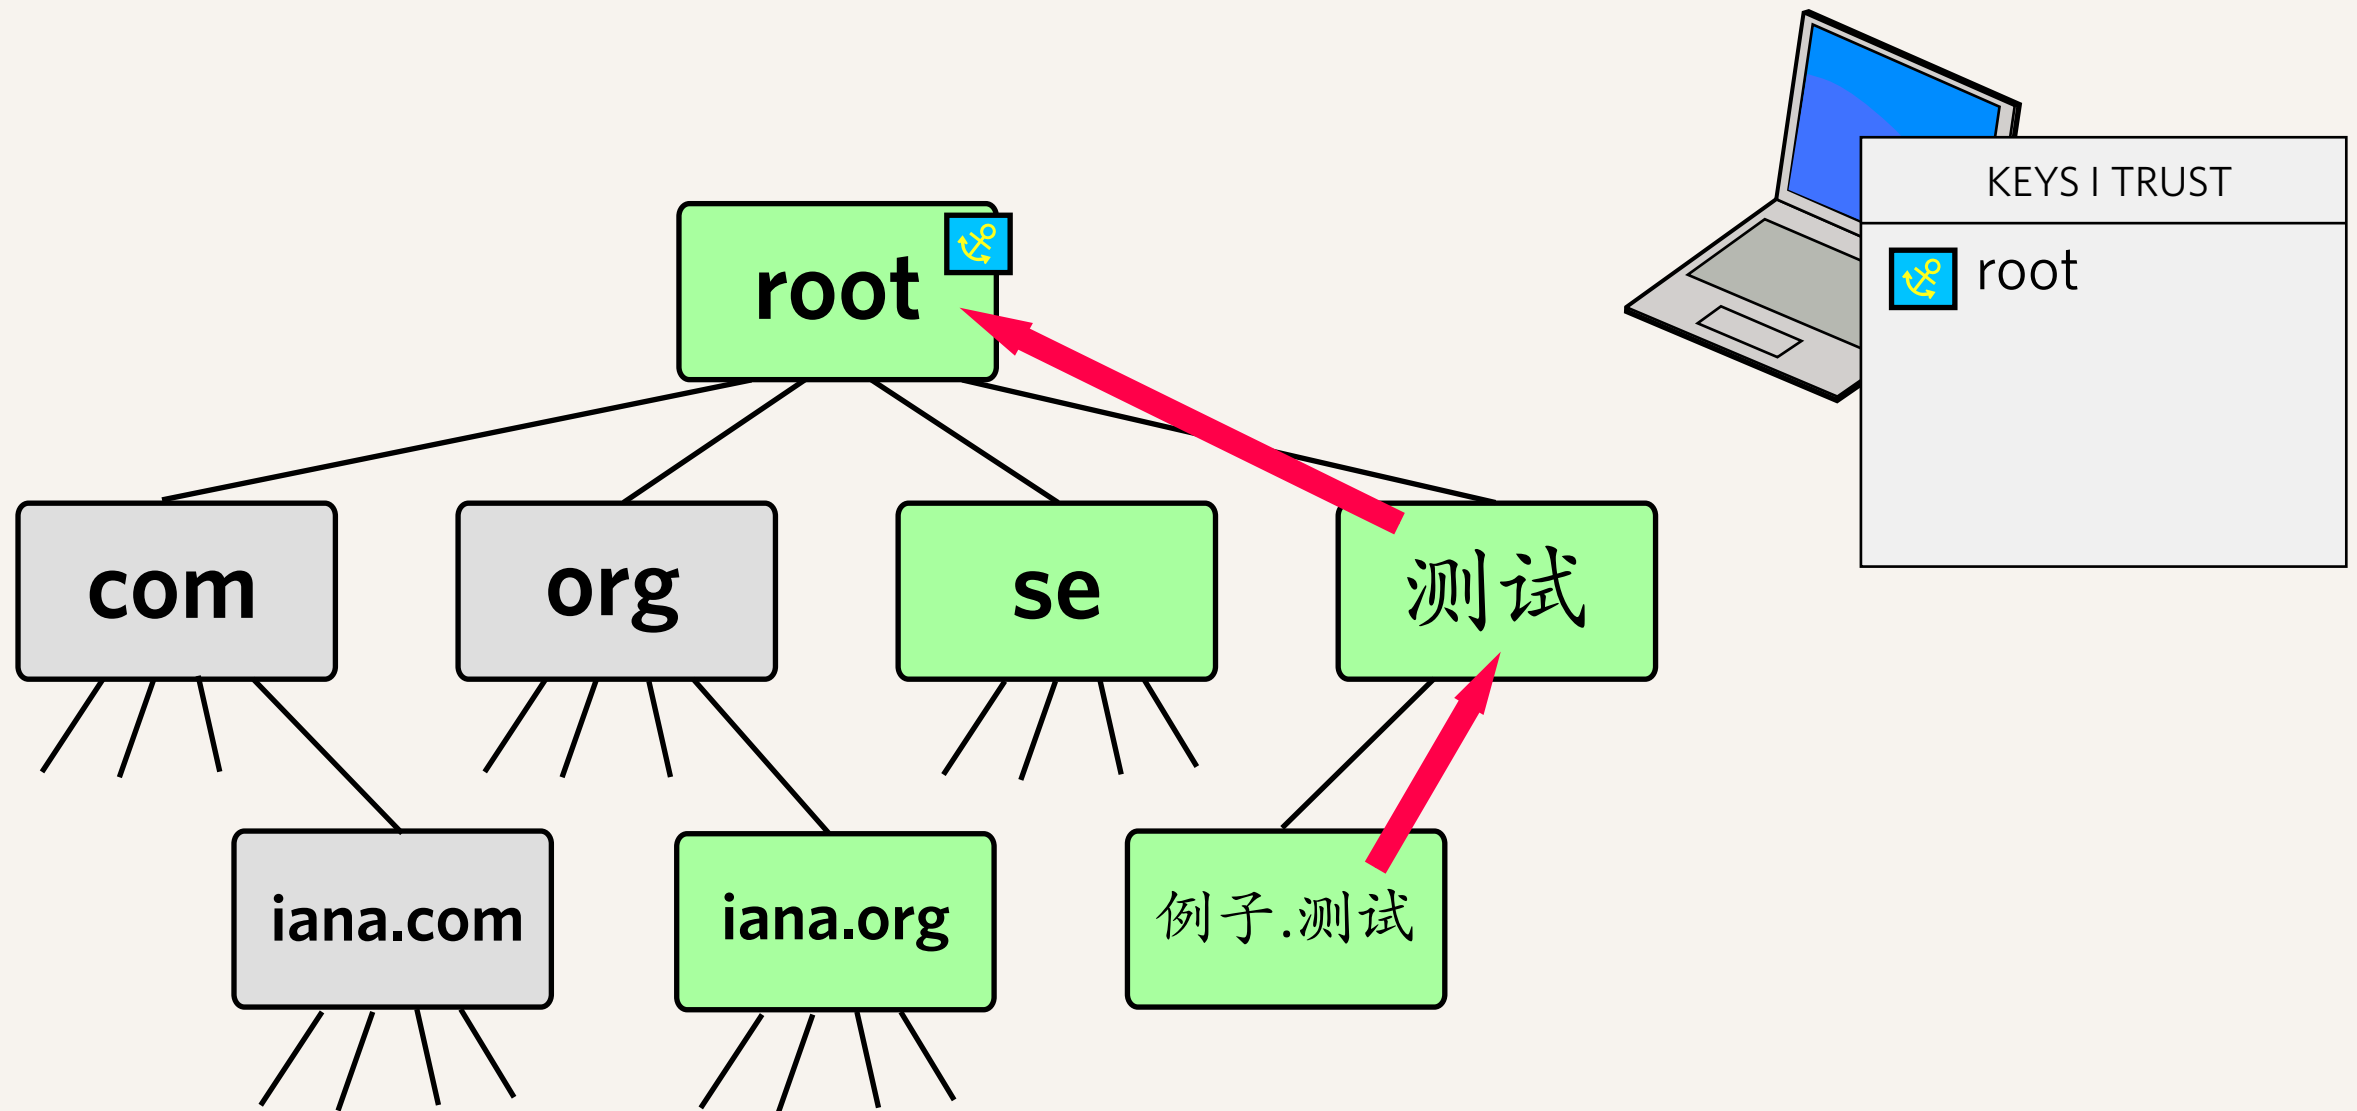 KEYS I TRUST
root
root
com
org
se
测试
iana.com
iana.org
例子.测试